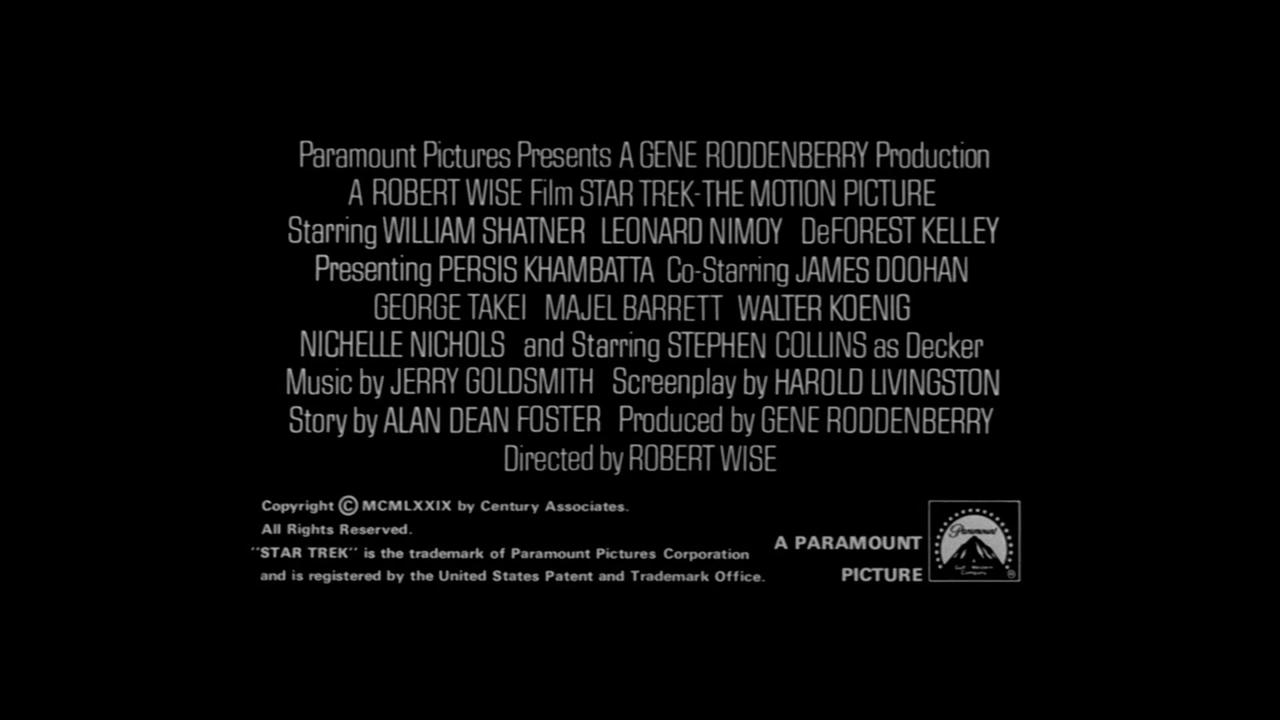 Paramount Pictures Presents A GENE RODDENBERRY Production
A ROBERT WISE Film STAR TREK-THE MOTION PICTURE
Starring WILLIAM SHATNER LEONARD NIMOY DeFOREST KELLEY
Presenting PERSIS KHAMBATTA Co-Starring JAMES DOOHAN
GEORGE TAKEI MAJEL BARRETT WALTER KOENIG
NICHELLE NICHOLS and Starring STEPHEN COLLINS as Decker
Music by JERRY GOLDSMITH Screenplay by HAROLD LIVINGSTON
Story by ALAN DEAN FOSTER Produced by GENE RODDENBERRY
Directed by ROBERT WISE
Copyright © MCMLXXIX by Century Associates.
All Rights Reserved.
"STAR TREK" is the trademark of Paramount Pictures Corporation
and is registered by the United States Patent and Trademark Office.
A PARAMOUNT
PICTURE
Paramount
Company
®